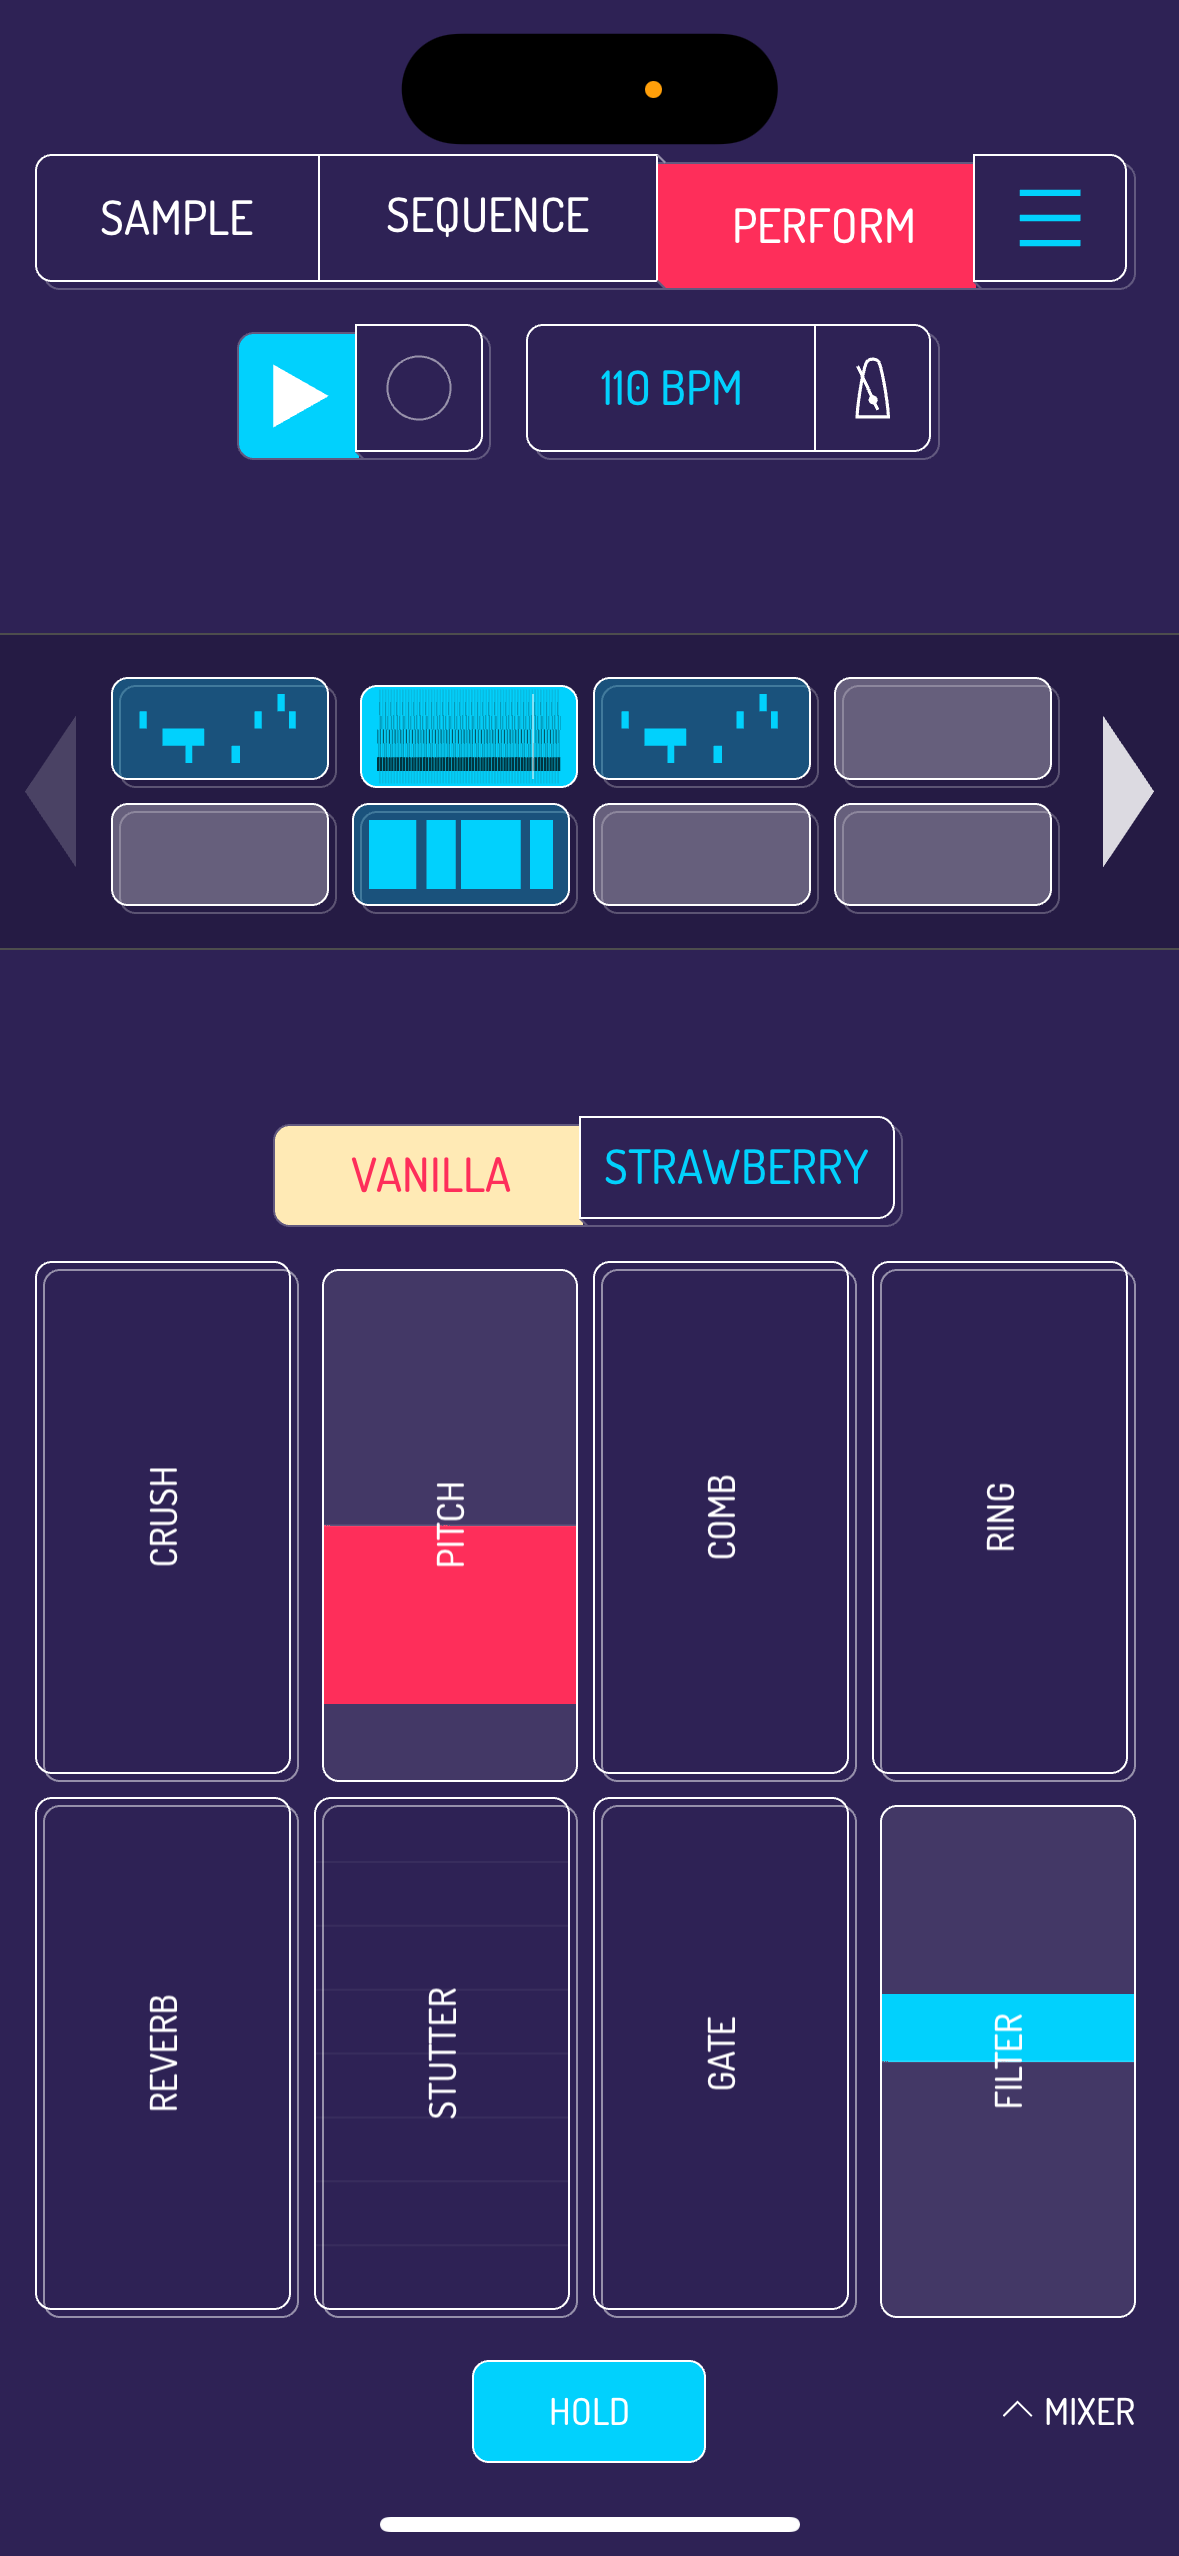 SAMPLE
SEQUENCE
PERFORM
110 BPM
VANILLA
STRAWBERRY
CRUSH
PITCH
COMB
RING
REVERB
STUTTER
GATE
FILTER
HOLD
MIXER